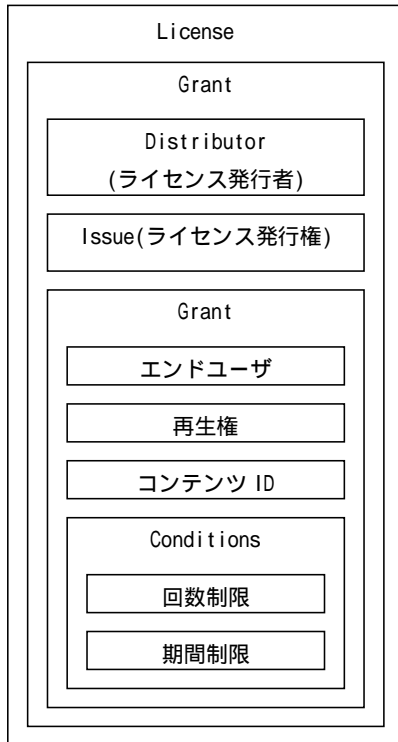 License
Grant
Distributor
(ライセンス発行者)
Issue(ライセンス発行権)
Grant
エンドユーザ
再生権
コンテンツ ID
Conditions
回数制限
期間制限